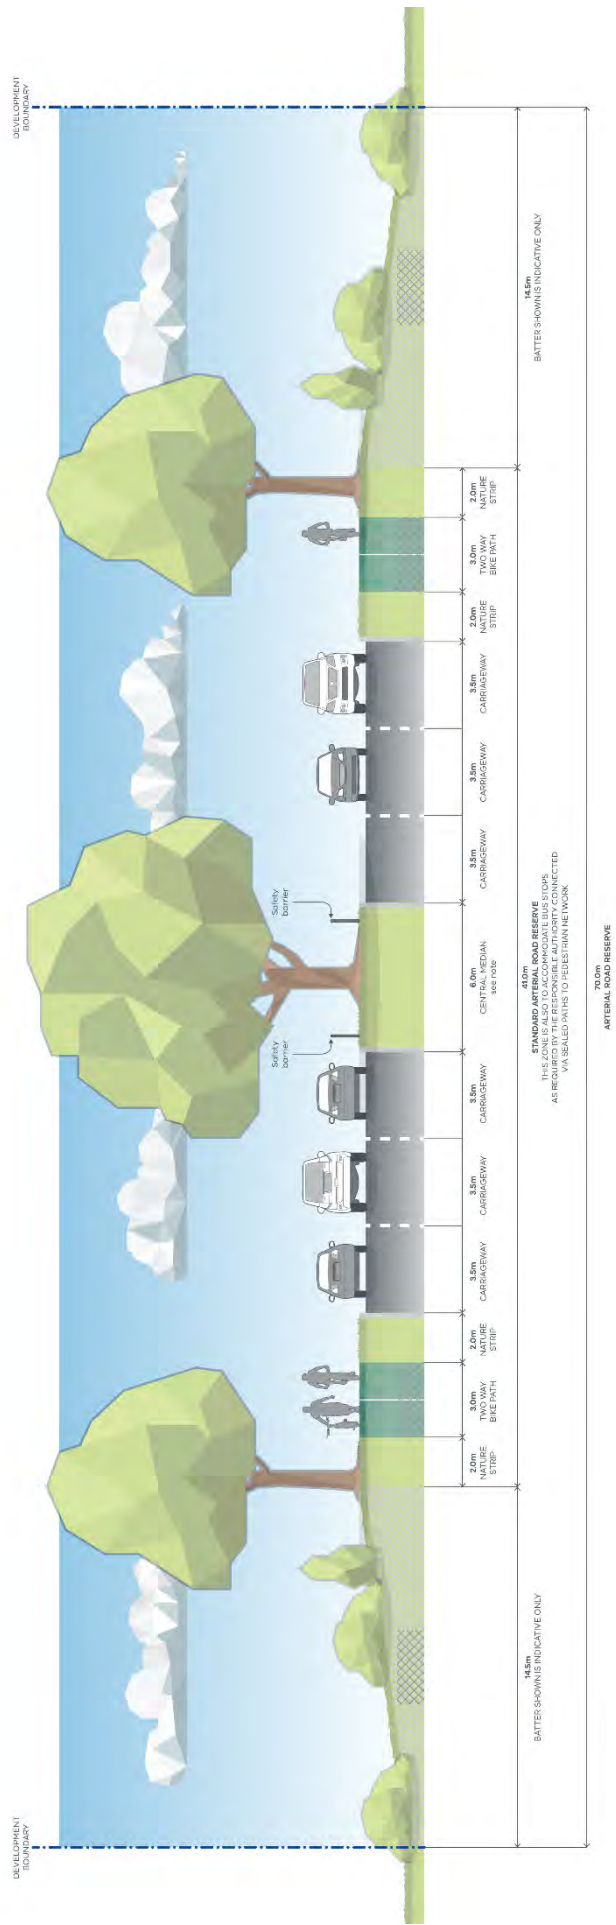 DEVELOPMENT
BOUNDARY
DEVELOPMENT
BOUNDARY
Safety
barrier
Safety
barrier
2.0m
NATURE
STRIP
3.0m
TWO WAY
BIKE PATH
2.0m
NATURE
STRIP
3.5m
CARRIAGEWAY
3.5m
CARRIAGEWAY
3.5m
CARRIAGEWAY
6.0m
CENTRAL MEDIAN
see note
3.5m
CARRIAGEWAY
3.5m
CARRIAGEWAY
3.5m
CARRIAGEWAY
2.0m
NATURE
STRIP
3.0m
TWO WAY
BIKE PATH
2.0m
NATURE
STRIP
14.5m
BATTER SHOWN IS INDICATIVE ONLY
41.0m
STANDARD ARTERIAL ROAD RESERVE
THIS ZONE IS ALSO TO ACCOMMODATE BUS STOPS
AS REQUIRED BY THE RESPONSIBLE AUTHORITY CONNECTED
VIA SEALED PATHS TO PEDESTRIAN NETWORK
14.5m
BATTER SHOWN IS INDICATIVE ONLY
70.0m
ARTERIAL ROAD RESERVE